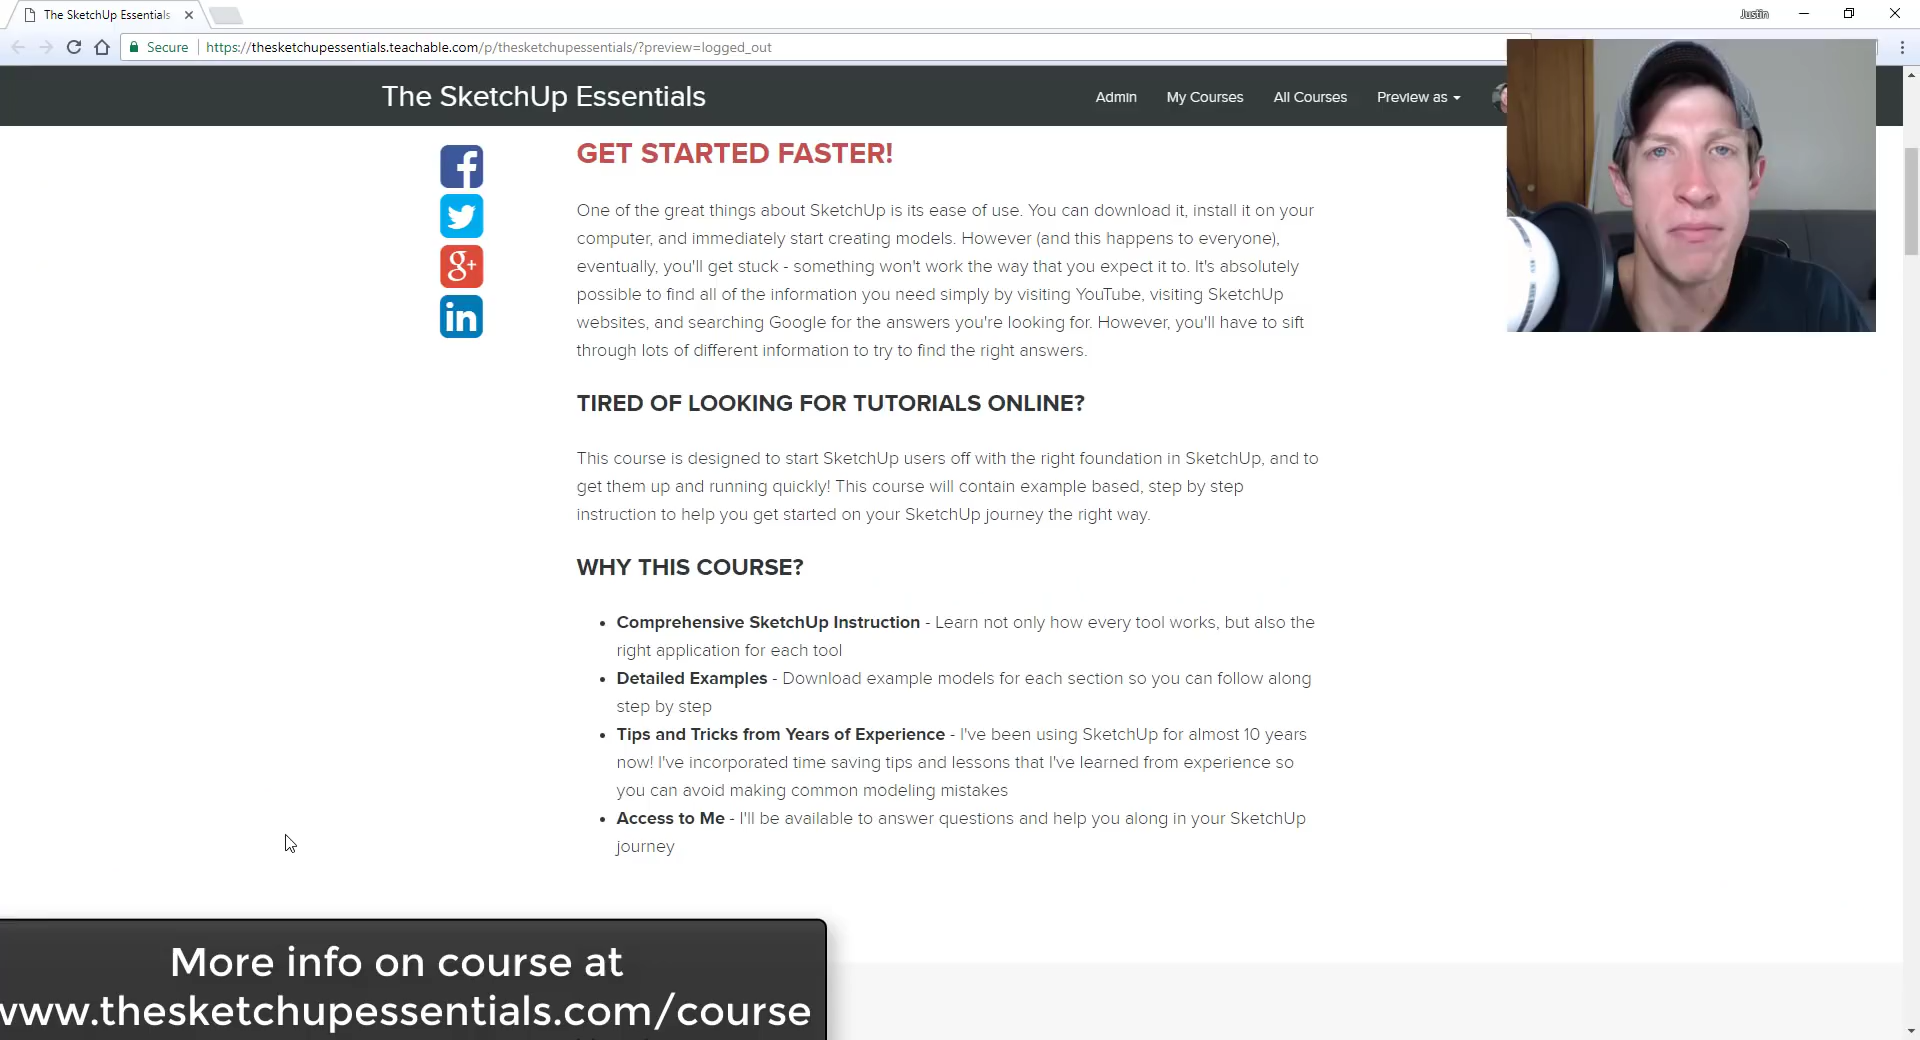 The SketchUp Essentials
Justin
Secure
https://thesketchupessentials.teachable.com/p/thesketchupessentials/?preview=logged_out
The SketchUp Essentials
Admin
My Courses
All Courses
Preview as
GET STARTED FASTER!
One of the great things about SketchUp is its ease of use. You can download it, install it on your
computer, and immediately start creating models. However (and this happens to everyone),
eventually, you'll get stuck - something won't work the way that you expect it to. It's absolutely
possible to find all of the information you need simply by visiting YouTube, visiting SketchUp
websites, and searching Google for the answers you're looking for. However, you'll have to sift
through lots of different information to try to find the right answers.
TIRED OF LOOKING FOR TUTORIALS ONLINE?
This course is designed to start SketchUp users off with the right foundation in SketchUp, and to
get them up and running quickly! This course will contain example based, step by step
instruction to help you get started on your SketchUp journey the right way.
WHY THIS COURSE?
• Comprehensive SketchUp Instruction - Learn not only how every tool works, but also the
right application for each tool
• Detailed Examples - Download example models for each section so you can follow along
step by step
• Tips and Tricks from Years of Experience - I've been using SketchUp for almost 10 years
now! I've incorporated time saving tips and lessons that I've learned from experience so
you can avoid making common modeling mistakes
• Access to Me - I'll be available to answer questions and help you along in your SketchUp
journey
More info on course at
www.thesketchupessentials.com/course